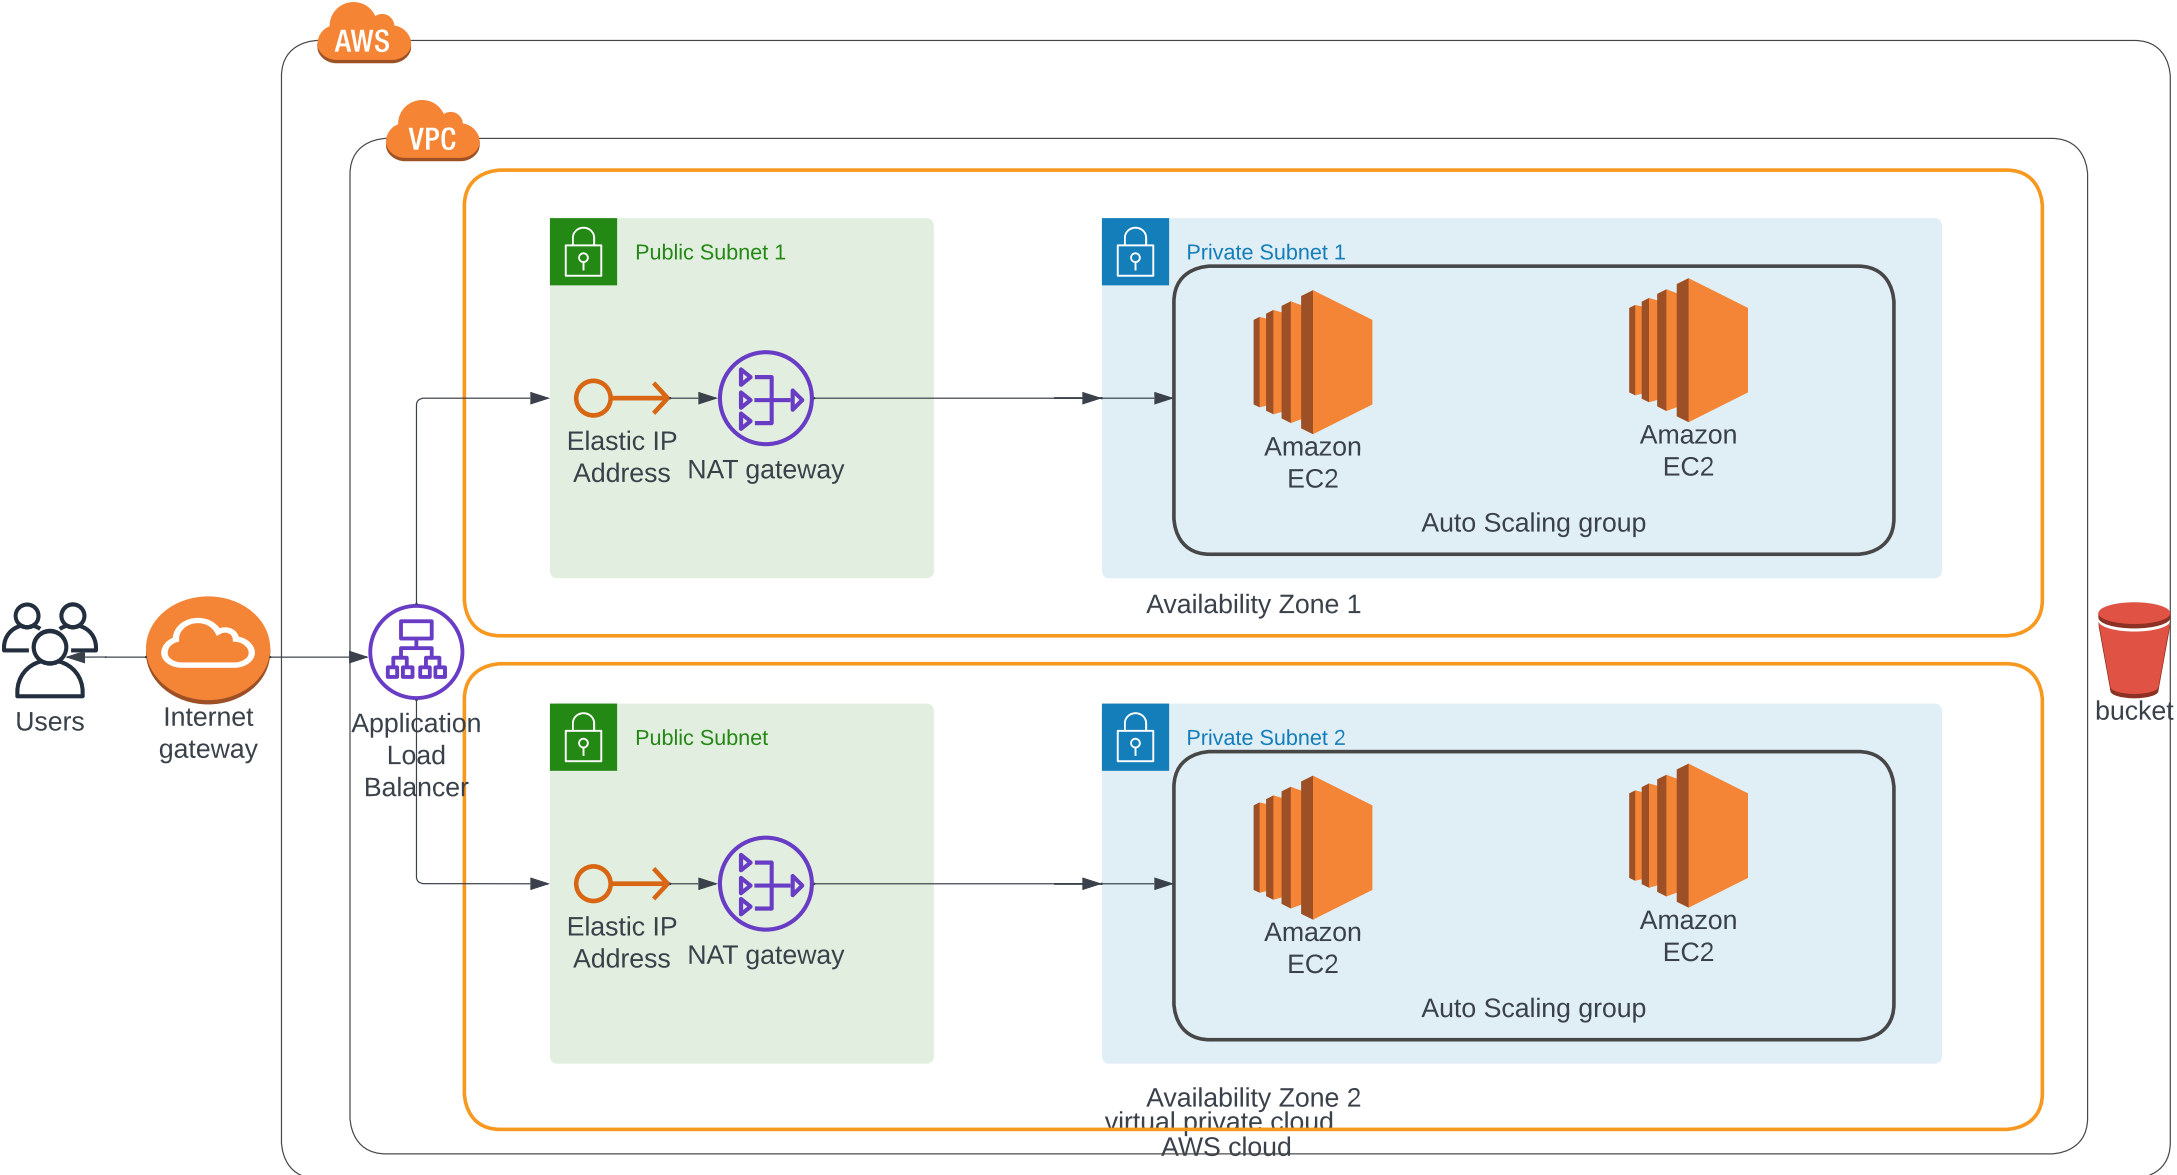 AWS
VPC
Public Subnet 1
Private Subnet 1
Elastic IP
Address
NAT gateway
Amazon
EC2
Amazon
EC2
Auto Scaling group
Availability Zone 1
Users
Internet
gateway
Application
Load
Balancer
bucket
Public Subnet
Private Subnet 2
Elastic IP
Address
NAT gateway
Amazon
EC2
Amazon
EC2
Auto Scaling group
Availability Zone 2
virtual private cloud
AWS cloud